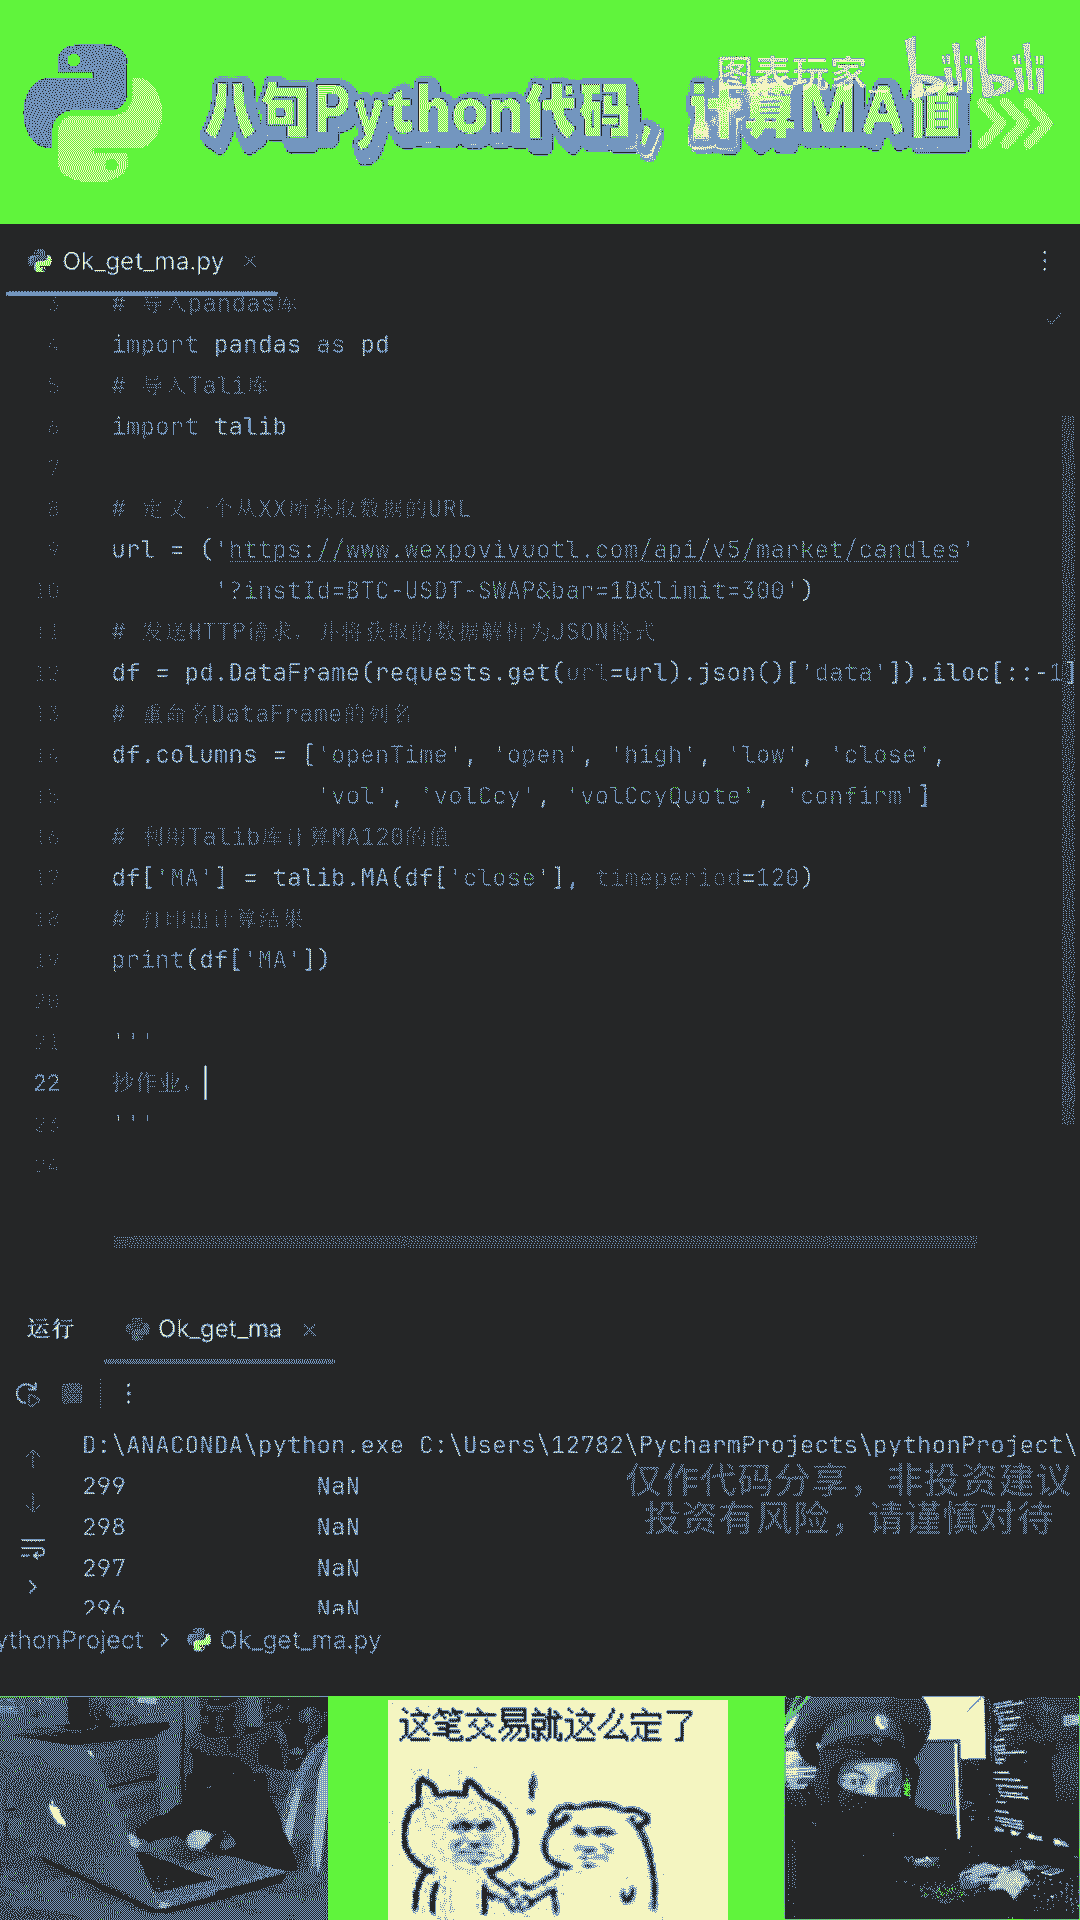 图表玩家 bilibili
八句Python代码，计算MA值
Ok_get_ma.py
3 # 导入pandas库
4 import pandas as pd
5 # 导入Tali库
6 import talib
7
8 # 定义一个从XX所获取数据的URL
9 url = ('https://www.wexpovivuotl.com/api/v5/market/candles'
10 '?instId=BTC-USDT-SWAP&bar=1D&limit=300')
11 # 发送HTTP请求，并将获取的数据解析为JSON格式
12 df = pd.DataFrame(requests.get(url=url).json()['data']).iloc[::-1]
13 # 重命名DataFrame的列名
14 df.columns = ['openTime', 'open', 'high', 'low', 'close',
15 'vol', 'volCcy', 'volCcyQuote', 'confirm']
16 # 利用Talib库计算MA120的值
17 df['MA'] = talib.MA(df['close'], timeperiod=120)
18 # 打印出计算结果
19 print(df['MA'])
20
21 '''
22 抄作业，
23 '''
24
运行 Ok_get_ma
D:\ANACONDA\python.exe C:\Users\12782\PycharmProjects\pythonProject\
299 NaN
298 NaN
297 NaN
296 NaN
仅作代码分享，非投资建议
投资有风险，请谨慎对待
ythonProject > Ok_get_ma.py
这笔交易就这么定了